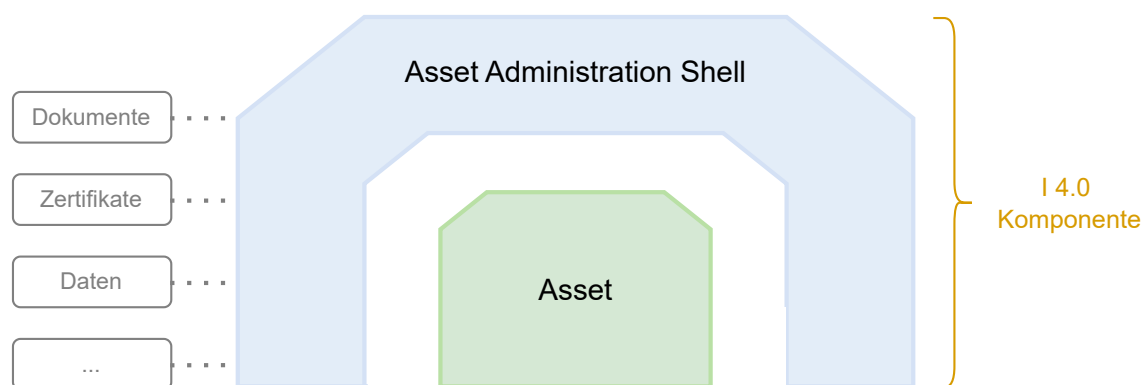 Asset Administration Shell
Dokumente
Zertifikate
Daten
...
Asset
I 4.0
Komponente